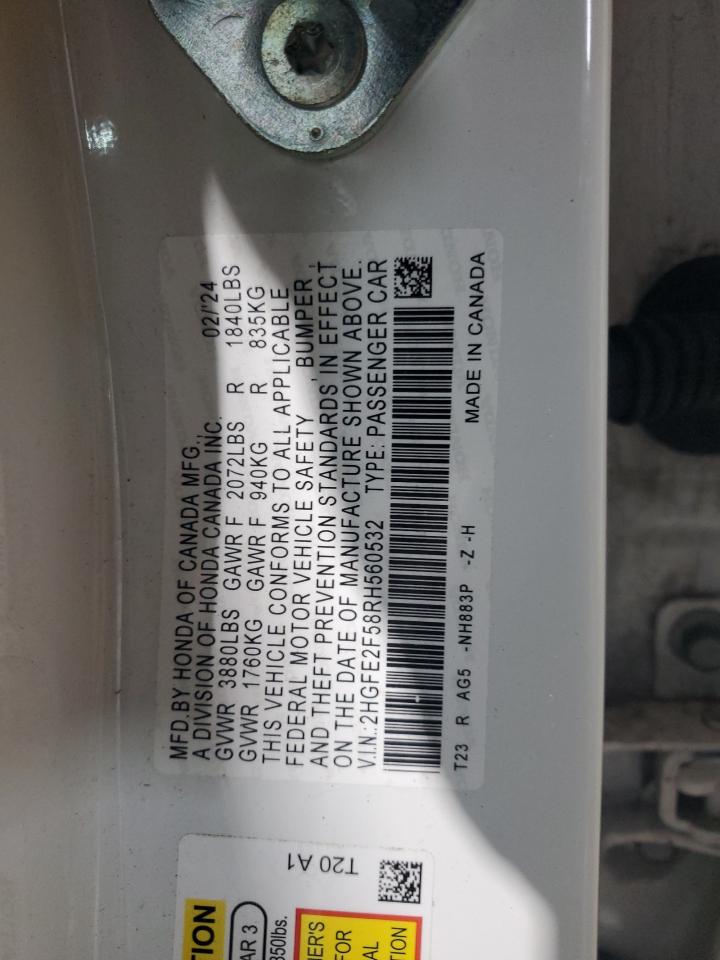 MFD.BY HONDA OF CANADA MFG.,
A DIVISION OF HONDA CANADA INC. 02/'24
GVWR 3880LBS GAWR F 2072LBS R 1840LBS
GVWR 1760KG GAWR F 940KG R 835KG
THIS VEHICLE CONFORMS TO ALL APPLICABLE
FEDERAL MOTOR VEHICLE SAFETY , BUMPER ,
AND THEFT PREVENTION STANDARDS IN EFFECT
ON THE DATE OF MANUFACTURE SHOWN ABOVE.
V.I.N.:2HGFE2F58RH560532 TYPE: PASSENGER CAR
T23 R AG5 -NH883P -Z -H
MADE IN CANADA
T20 A1
TION
AR 3
350lbs.
FOR
AL
TION